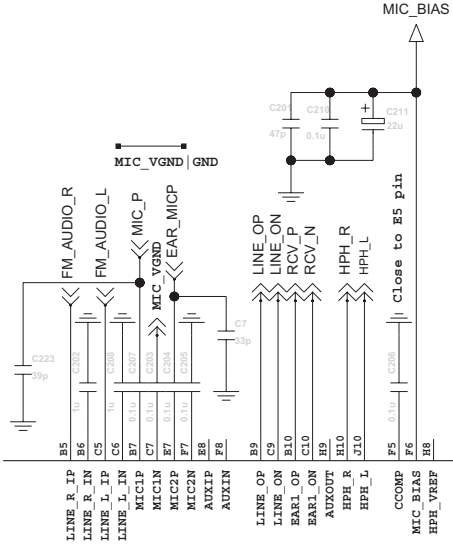 MIC_BIAS
C201
47p
C210
0.1u
+
C211
22u
MIC_VGND|GND
FM_AUDIO_R
FM_AUDIO_L
MIC_P
MIC_VGND
EAR_MICP
LINE_OP
LINE_ON
RCV_P
RCV_N
HPH_R
HPH_L
Close to E5 pin
C223
39p
C202
1u
C208
1u
C207
0.1u
C203
0.1u
C204
0.1u
C205
0.1u
C7
33p
C206
0.1u
B5
B6
C5
C6
B7
C7
E7
F7
E8
F8
B9
C9
B10
C10
H9
H10
J10
F5
F6
H8
LINE_R_IP
LINE_R_IN
LINE_L_IP
LINE_L_IN
MIC1P
MIC1N
MIC2P
MIC2N
AUXIP
AUXIN
LINE_OP
LINE_ON
EAR1_OP
EAR1_ON
AUXOUT
HPH_R
HPH_L
CCOMP
MIC_BIAS
HPH_VREF